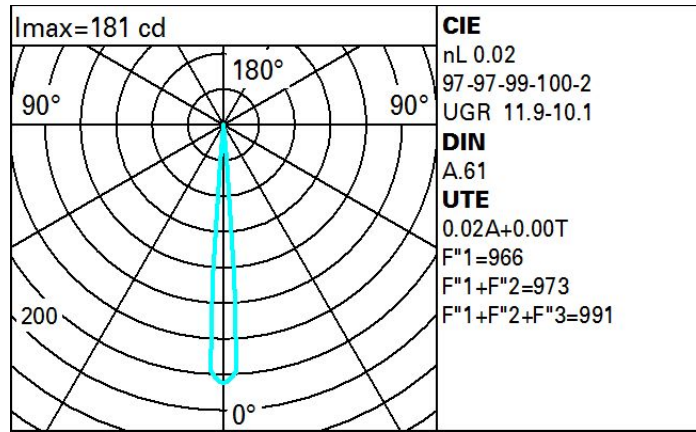 Imax=181 cd
180°
90°
90°
200
0°
CIE
nL 0.02
97-97-99-100-2
UGR 11.9-10.1
DIN
A.61
UTE
0.02A+0.00T
F"1=966
F"1+F"2=973
F"1+F"2+F"3=991